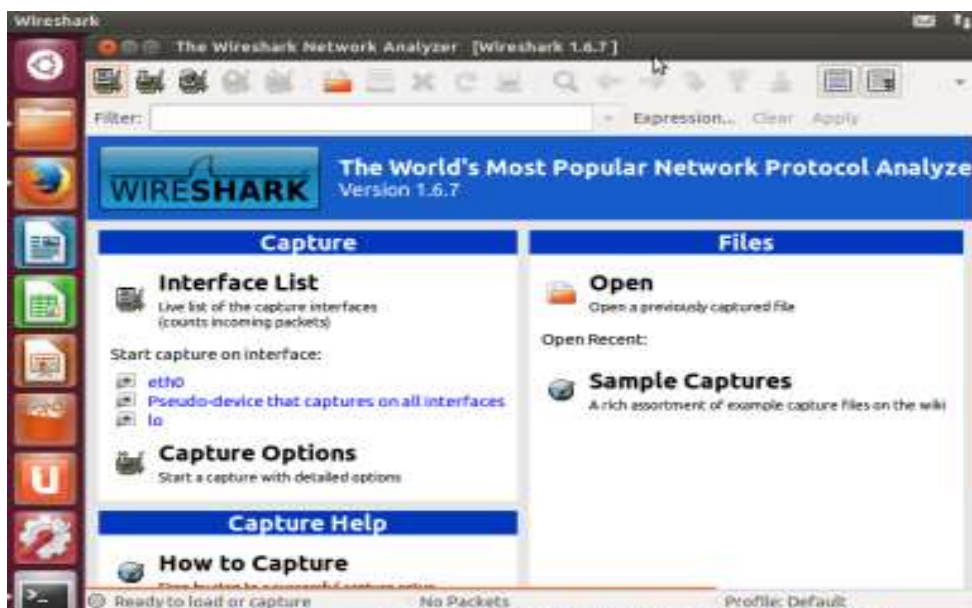 Wireshark
The Wireshark Network Analyzer [Wireshark 1.6.7]
Filter:
Expression... Clear Apply
WIRESHARK
The World's Most Popular Network Protocol Analyze
Version 1.6.7
Capture
Interface List
Live list of the capture interfaces
(counts incoming packets)
Start capture on interface:
eth0
Pseudo-device that captures on all interfaces
lo
Capture Options
Start a capture with detailed options
Capture Help
How to Capture
Files
Open
Open a previously captured file
Open Recent:
Sample Captures
A rich assortment of example capture files on the wiki
Ready to load or capture
No Packets
Profile: Default